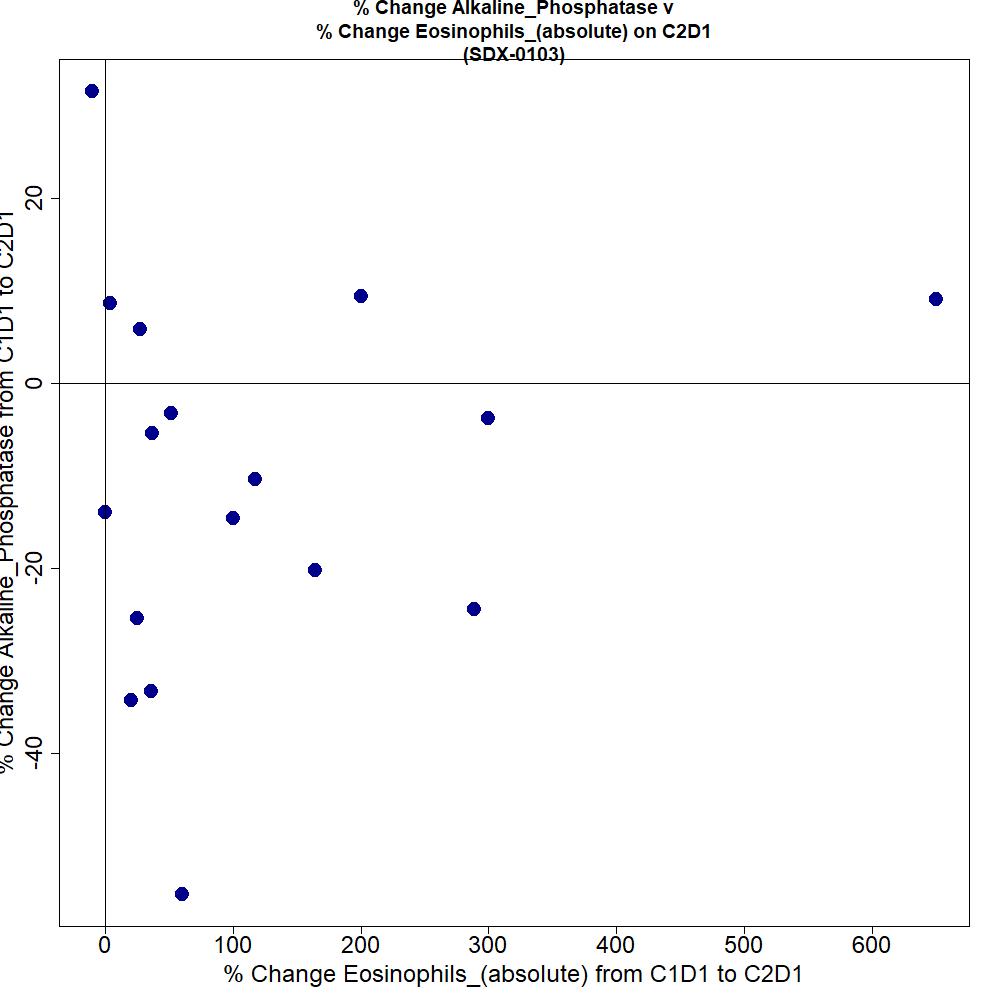 % Change Alkaline_Phosphatase v
% Change Eosinophils_(absolute) on C2D1
(SDX-0103)
% Change Alkaline_Phosphatase from C1D1 to C2D1
20
0
-20
-40
0 100 200 300 400 500 600
% Change Eosinophils_(absolute) from C1D1 to C2D1